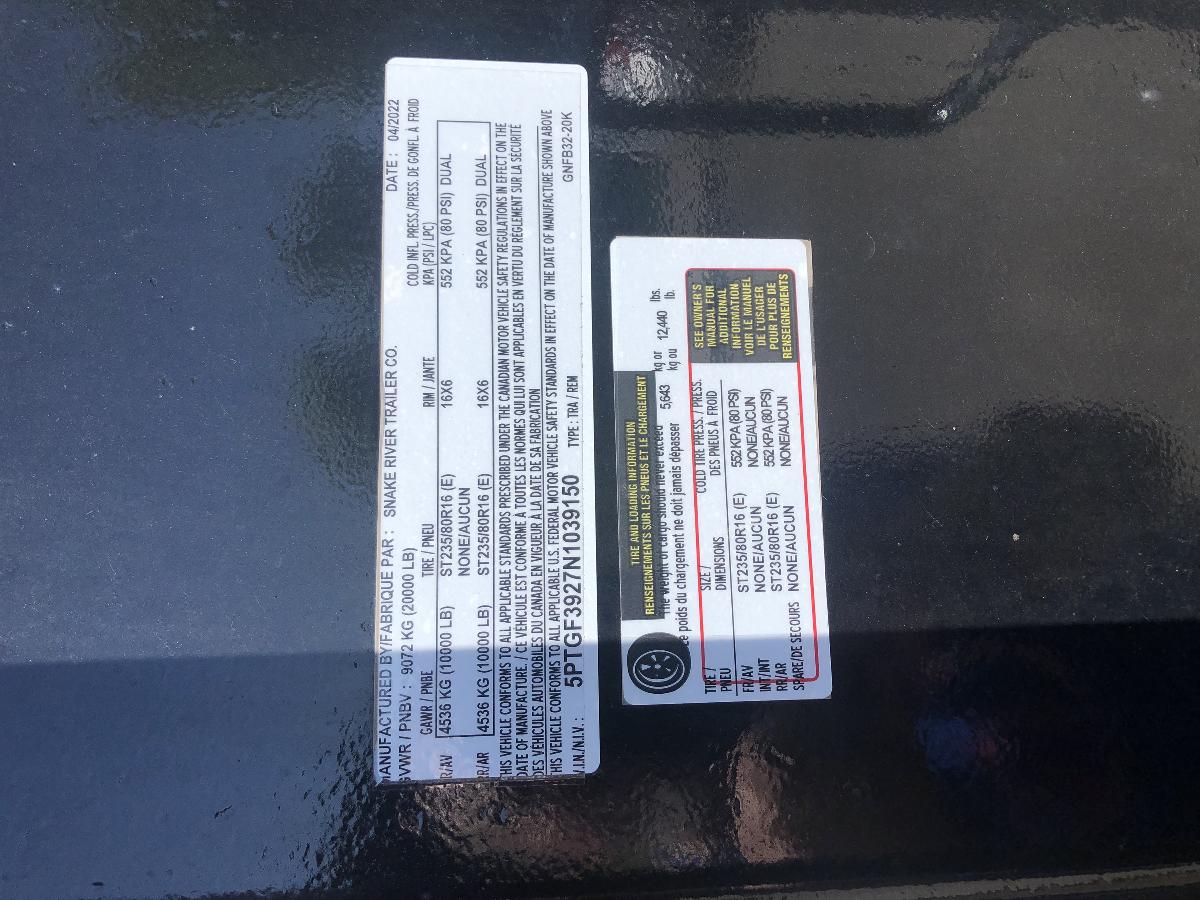 MANUFACTURED BY/FABRIQUE PAR : SNAKE RIVER TRAILER CO. DATE : 04/2022
GVWR / PNBV : 9072 KG (20000 LB) COLD INFL. PRESS./PRESS. DE GONFL. À FROID
GAWR / PNBE TIRE / PNEU RIM / JANTE KPA (PSI / LPC)
FR/AV 4536 KG (10000 LB) ST235/80R16 (E) 16X6 552 KPA (80 PSI) DUAL
NONE/AUCUN
RR/AR 4536 KG (10000 LB) ST235/80R16 (E) 16X6 552 KPA (80 PSI) DUAL
THIS VEHICLE CONFORMS TO ALL APPLICABLE STANDARDS PRESCRIBED UNDER THE CANADIAN MOTOR VEHICLE SAFETY REGULATIONS IN EFFECT ON THE
DATE OF MANUFACTURE. / CE VEHICULE EST CONFORME À TOUTES LES NORMES QUI LUI SONT APPLICABLES EN VERTU DU RÈGLEMENT SUR LA SÉCURITÉ
DES VÉHICULES AUTOMOBILES DU CANADA EN VIGUEUR À LA DATE DE SA FABRICATION
THIS VEHICLE CONFORMS TO ALL APPLICABLE U.S. FEDERAL MOTOR VEHICLE SAFETY STANDARDS IN EFFECT ON THE DATE OF MANUFACTURE SHOWN ABOVE
V.I.N./N.I.V. : 5PTGF3927N1039150 TYPE : TRA / REM GNFB32-20K
TIRE AND LOADING INFORMATION
RENSEIGNEMENTS SUR LES PNEUS ET LE CHARGEMENT
The weight of cargo should never exceed 5,643 kg or 12,440 lbs.
Le poids du chargement ne doit jamais dépasser kg ou lb.
TIRE / PNEU
SIZE / DIMENSIONS
COLD TIRE PRESS. / PRESS. DES PNEUS À FROID
FR/AV ST235/80R16 (E) 552 KPA (80 PSI)
INT/INT NONE/AUCUN NONE/AUCUN
RR/AR ST235/80R16 (E) 552 KPA (80 PSI)
SPARE/DE SECOURS NONE/AUCUN NONE/AUCUN
SEE OWNER'S
MANUAL FOR
ADDITIONAL
INFORMATION
VOIR LE MANUEL
DE L'USAGER
POUR PLUS DE
RENSEIGNEMENTS